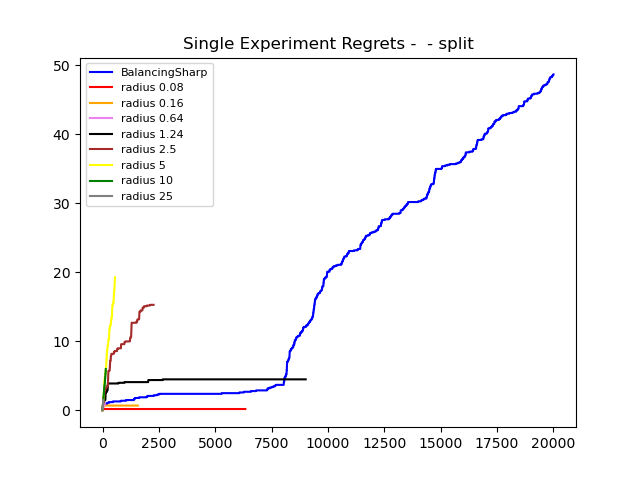 Single Experiment Regrets -  - split
BalancingSharp
radius 0.08
radius 0.16
radius 0.64
radius 1.24
radius 2.5
radius 5
radius 10
radius 25
50
40
30
20
10
0
0 2500 5000 7500 10000 12500 15000 17500 20000